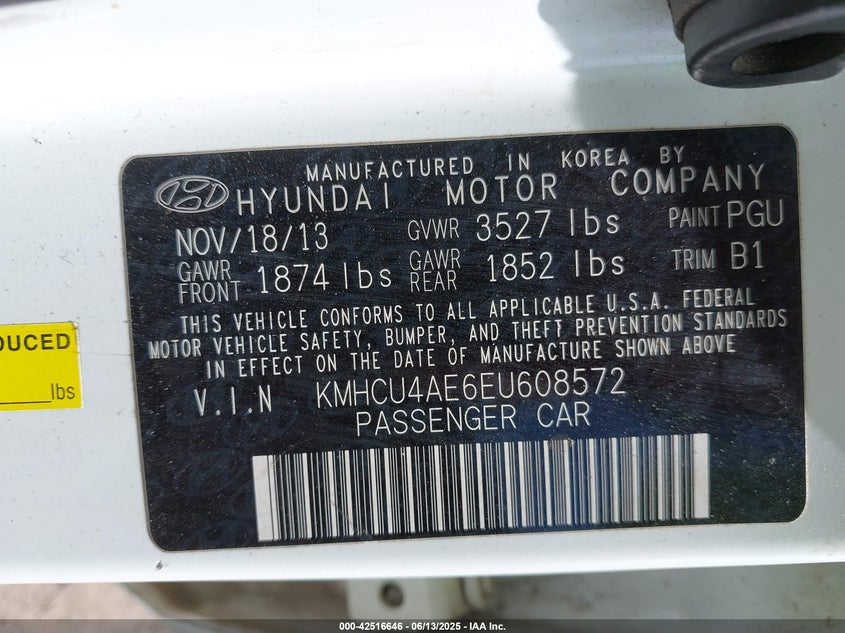 MANUFACTURED IN KOREA BY
HYUNDAI MOTOR COMPANY
NOV/18/13 GVWR 3527 lbs PAINT PGU
GAWR FRONT 1874 lbs GAWR REAR 1852 lbs TRIM B1
THIS VEHICLE CONFORMS TO ALL APPLICABLE U.S.A. FEDERAL
MOTOR VEHICLE SAFETY, BUMPER, AND THEFT PREVENTION STANDARDS
IN EFFECT ON THE DATE OF MANUFACTURE SHOWN ABOVE
V.I.N KMHCU4AE6EU608572
PASSENGER CAR
DUCED
lbs
000-42516646 - 06/13/2025 - IAA Inc.